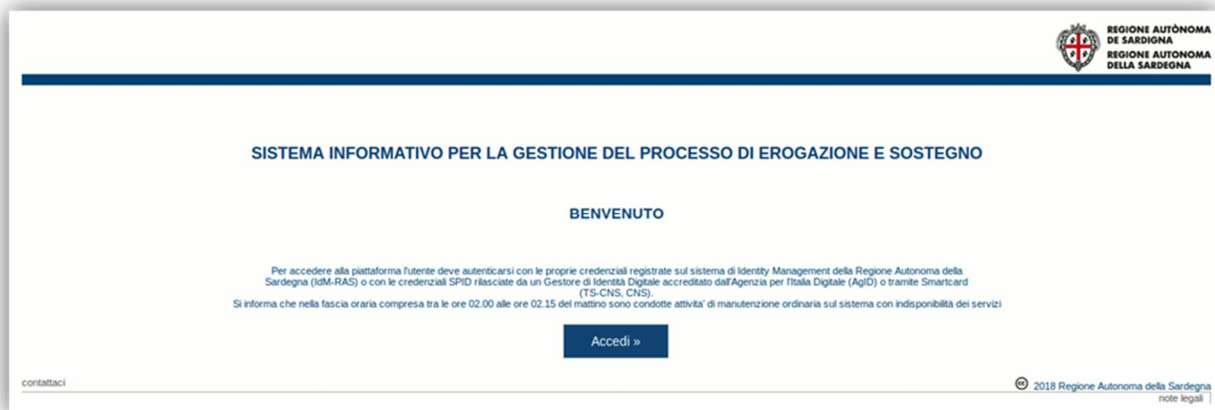 REGIONE AUTÒNOMA
DE SARDIGNA
REGIONE AUTONOMA
DELLA SARDEGNA
SISTEMA INFORMATIVO PER LA GESTIONE DEL PROCESSO DI EROGAZIONE E SOSTEGNO
BENVENUTO
Per accedere alla piattaforma l'utente deve autenticarsi con le proprie credenziali registrate sul sistema di Identity Management della Regione Autonoma della
Sardegna (IdM-RAS) o con le credenziali SPID rilasciate da un Gestore di Identità Digitale accreditato dall'Agenzia per l'Italia Digitale (AgID) o tramite Smartcard
(TS-CNS, CNS).
Si informa che nella fascia oraria compresa tra le ore 02.00 alle ore 02.15 del mattino sono condotte attivita' di manutenzione ordinaria sul sistema con indisponibilità dei servizi
Accedi »
contattaci
cc 2018 Regione Autonoma della Sardegna
note legali